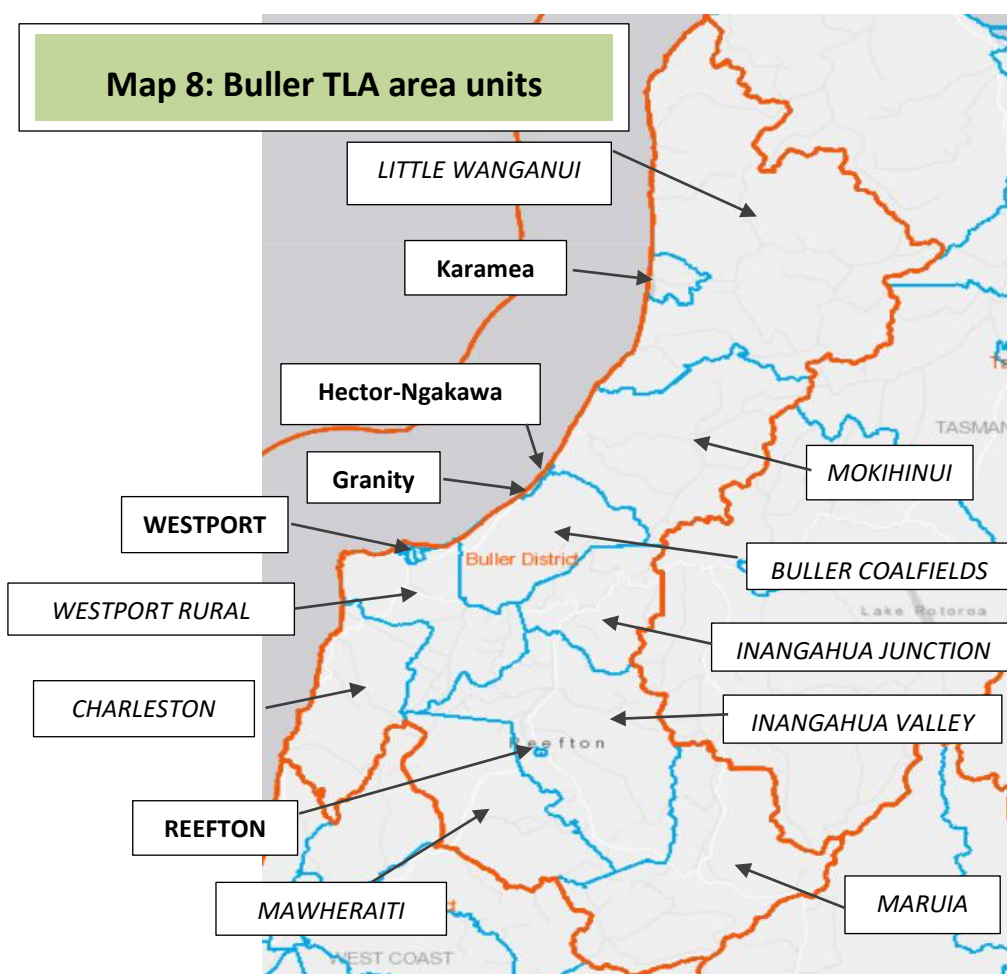 Map 8: Buller TLA area units
LITTLE WANGANUI
Karamea
Hector-Ngakawa
TASMAN
MOKIHINUI
Granity
WESTPORT
Buller District
BULLER COALFIELDS
WESTPORT RURAL
Lake Rotoroa
INANGAHUA JUNCTION
CHARLESTON
INANGAHUA VALLEY
Reefton
REEFTON
MAWHERAITI
MARUIA
WEST COAST